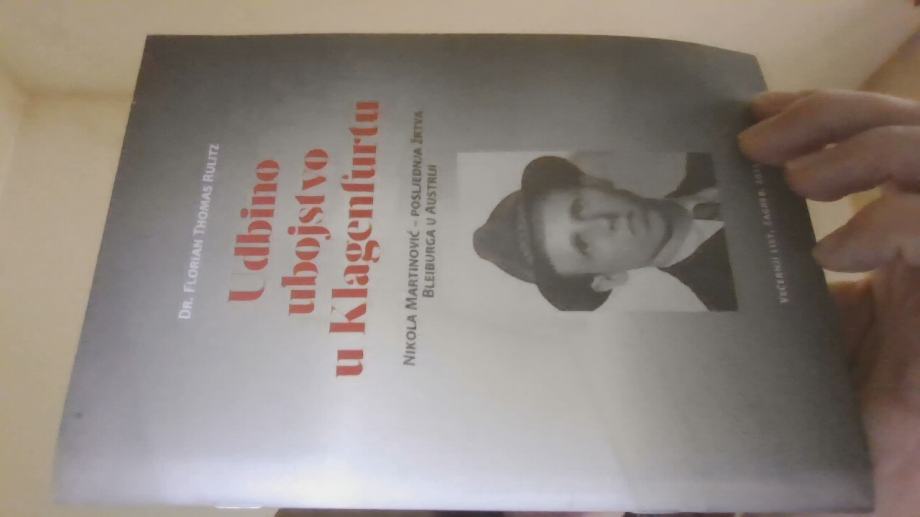 DR. FLORIAN THOMAS RULITZ
Udbino
ubojstvo
u Klagenfurtu
NIKOLA MARTINOVIĆ – POSLJEDNJA ŽRTVA
BLEIBURGA U AUSTRIJI
VEČERNJI LIST, ZAGREB